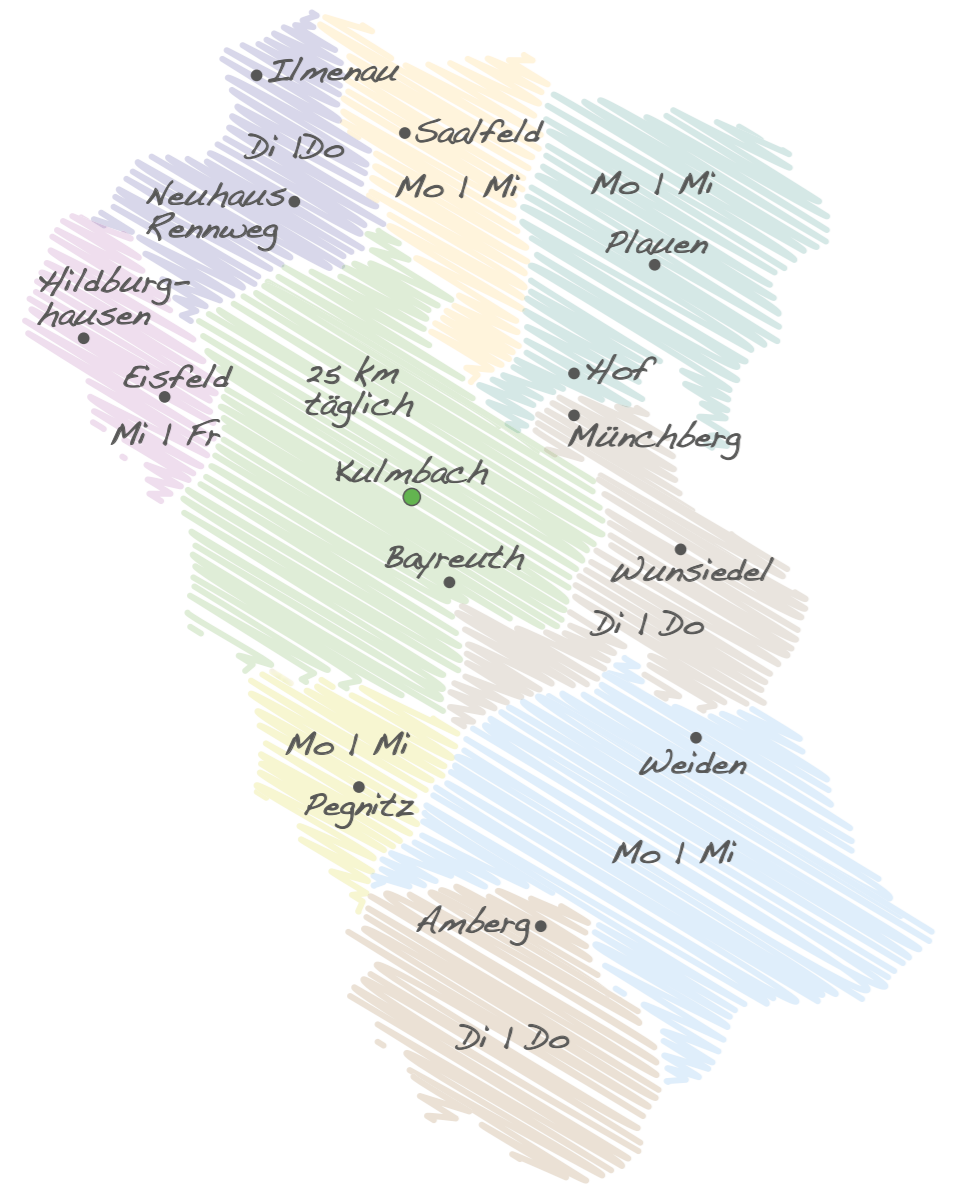 Ilmenau
Saalfeld
Di | Do
Mo | Mi
Mo | Mi
Neuhaus
Rennweg
Plauen
Hildburg-
hausen
Eisfeld
25 Km
täglich
Hof
Mi | Fr
Münchberg
Kulmbach
Bayreuth
Wunsiedel
Di | Do
Mo | Mi
Weiden
Pegnitz
Mo | Mi
Amberg
Di | Do